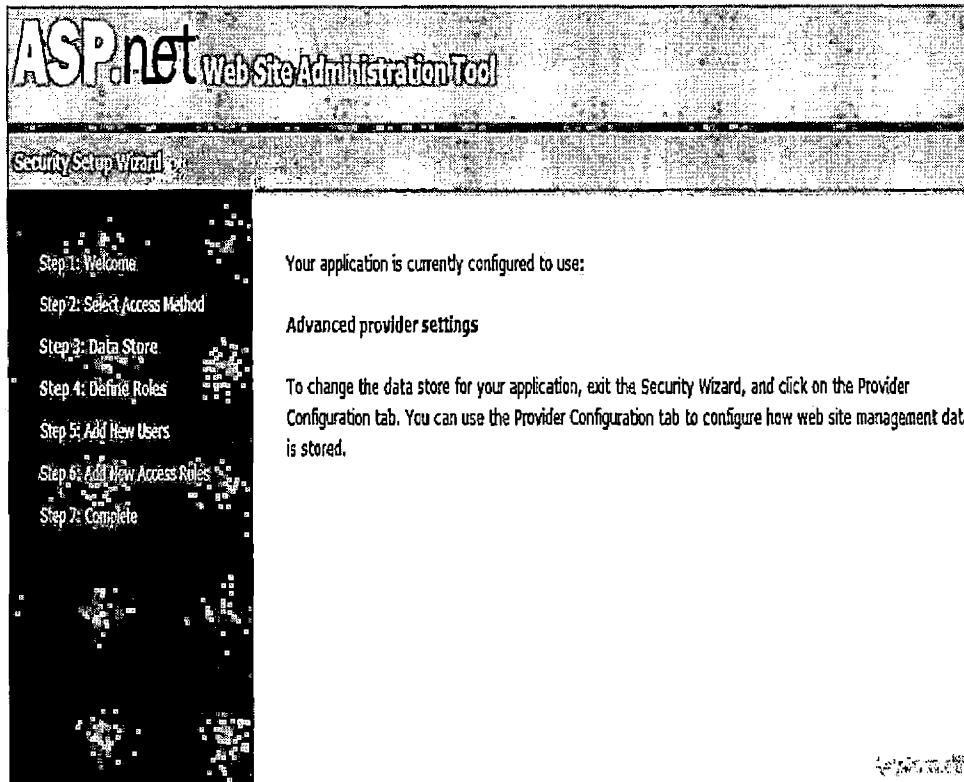 ASP.net Web Site Administration Tool
Security Setup Wizard
Step 1: Welcome
Step 2: Select Access Method
Step 3: Data Store
Step 4: Define Roles
Step 5: Add New Users
Step 6: Add New Access Rules
Step 7: Complete
Your application is currently configured to use:
Advanced provider settings
To change the data store for your application, exit the Security Wizard, and click on the Provider
Configuration tab. You can use the Provider Configuration tab to configure how web site management dat
is stored.